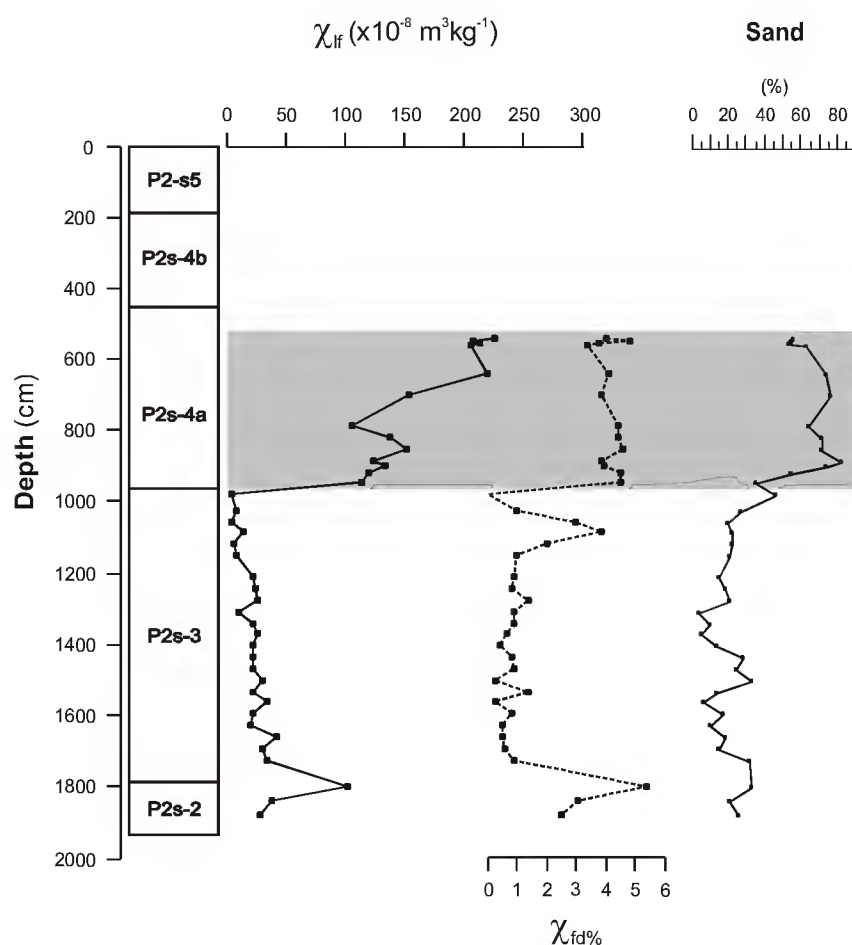 χlf (x10-8 m3kg-1) Sand
(%)
0 50 100 150 200 250 300
0 20 40 60 80
Depth (cm)
0
200
400
600
800
1000
1200
1400
1600
1800
2000
P2-s5
P2s-4b
P2s-4a
P2s-3
P2s-2
0 1 2 3 4 5 6
χfd%